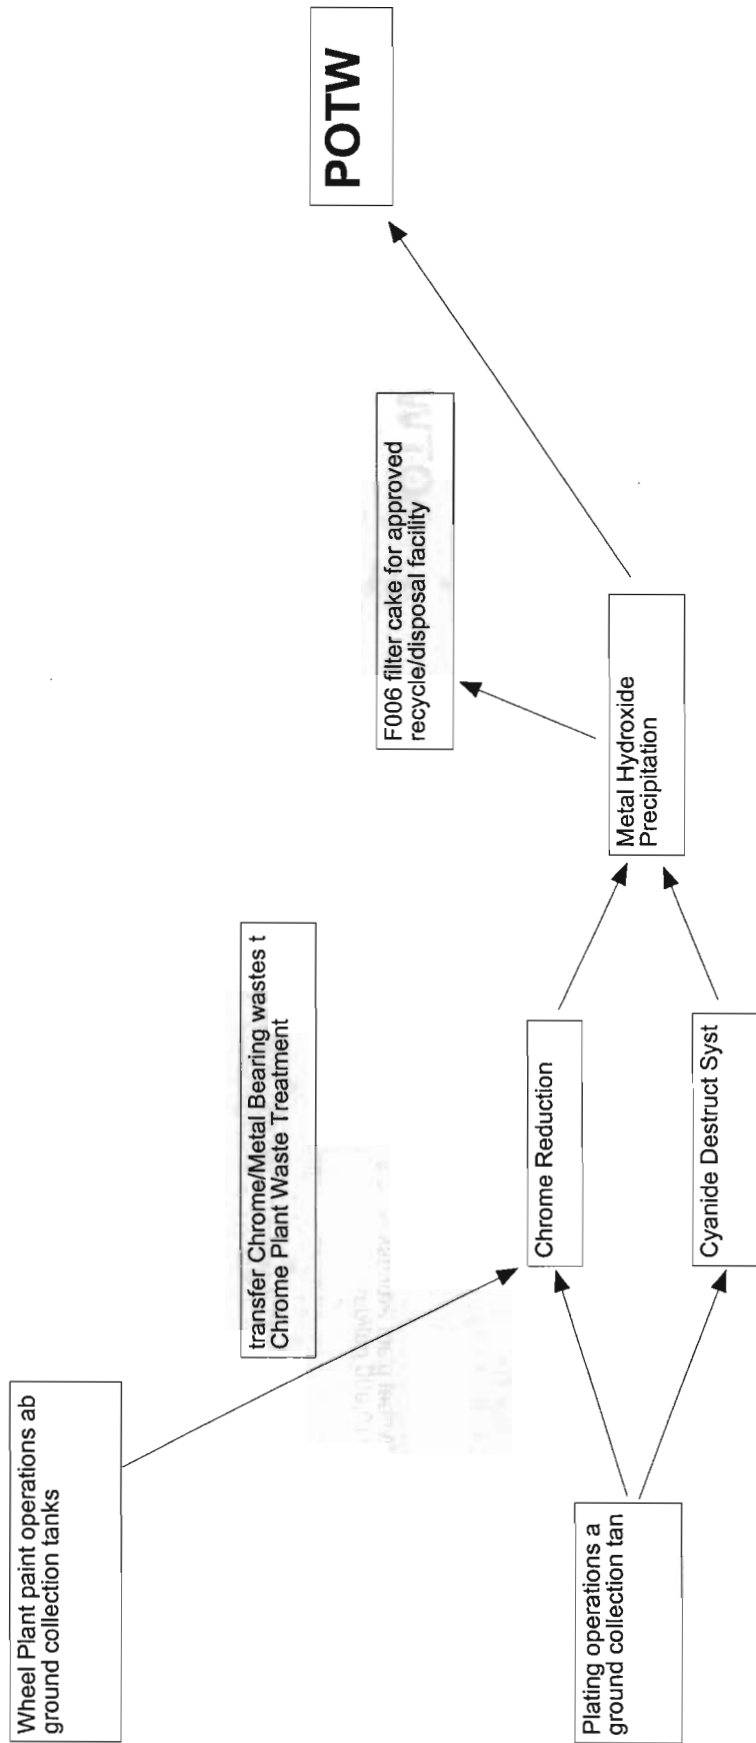 Wheel Plant paint operations ab
ground collection tanks
transfer Chrome/Metal Bearing wastes t
Chrome Plant Waste Treatment
POTW
F006 filter cake for approved
recycle/disposal facility
Plating operations a
ground collection tan
Chrome Reduction
Cyanide Destruct Syst
Metal Hydroxide
Precipitation